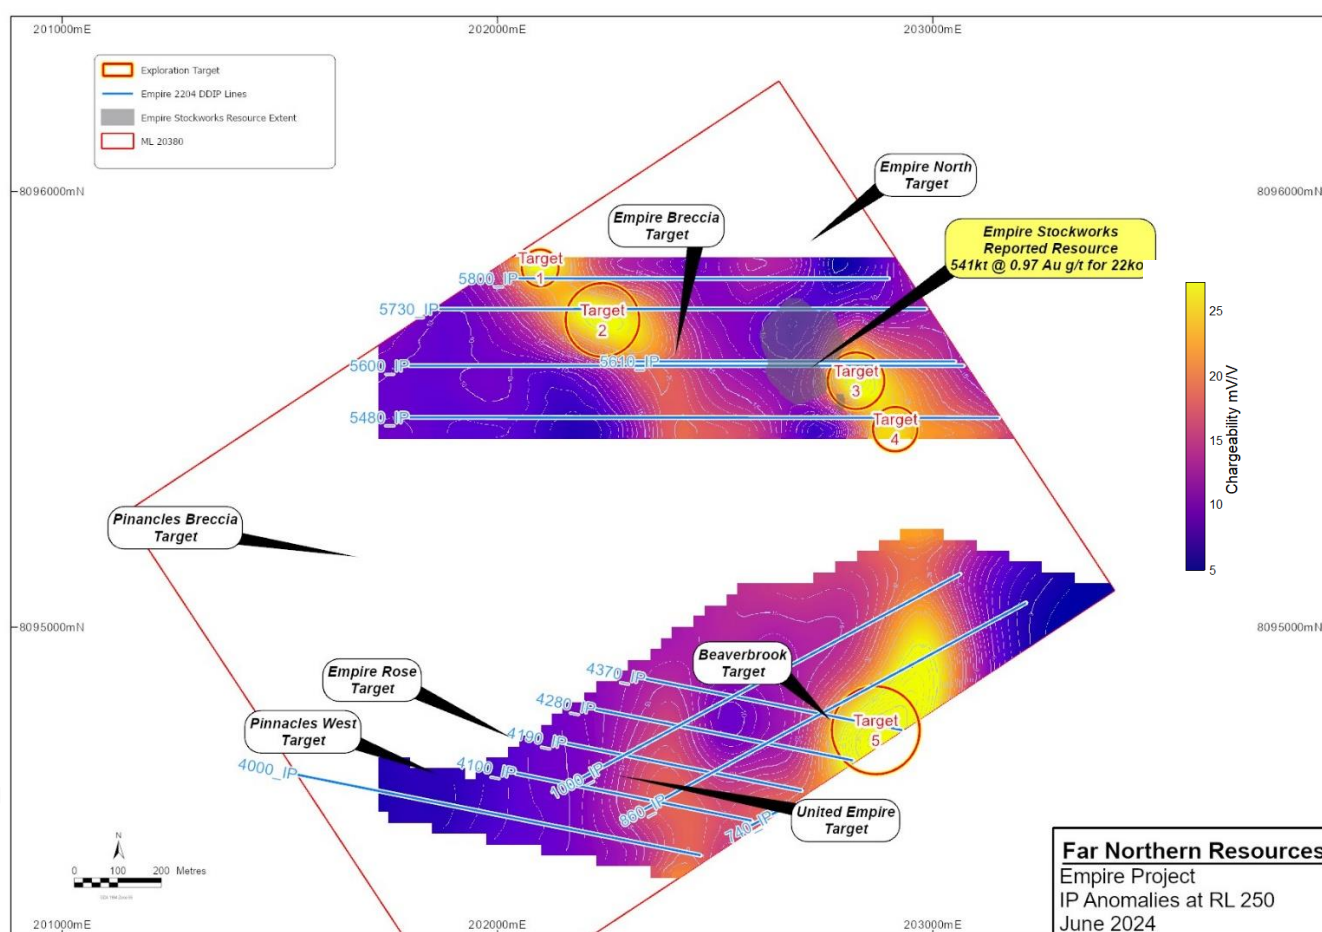 201000mE
202000mE
203000mE
Exploration Target
Empire 2204 DDIP Lines
Empire Stockworks Resource Extent
ML 20380
8096000mN
8096000mN
Empire North
Target
Empire Breccia
Target
Empire Stockworks
Reported Resource
541kt @ 0.97 Au g/t for 22ko
Target
1
5800_IP
5730_IP
Target
2
5600_IP
5610_IP
Target
3
5480_IP
Target
4
25
20
15
10
5
Chargeability mV/V
Pinancles Breccia
Target
8095000mN
8095000mN
Empire Rose
Target
Beaverbrook
Target
Pinnacles West
Target
4370_IP
4280_IP
4190_IP
4100_IP
4000_IP
1000_IP
860_IP
740_IP
Target
5
United Empire
Target
N
0 100 200 Metres
Far Northern Resources
Empire Project
IP Anomalies at RL 250
June 2024
201000mE
202000mE
203000mE